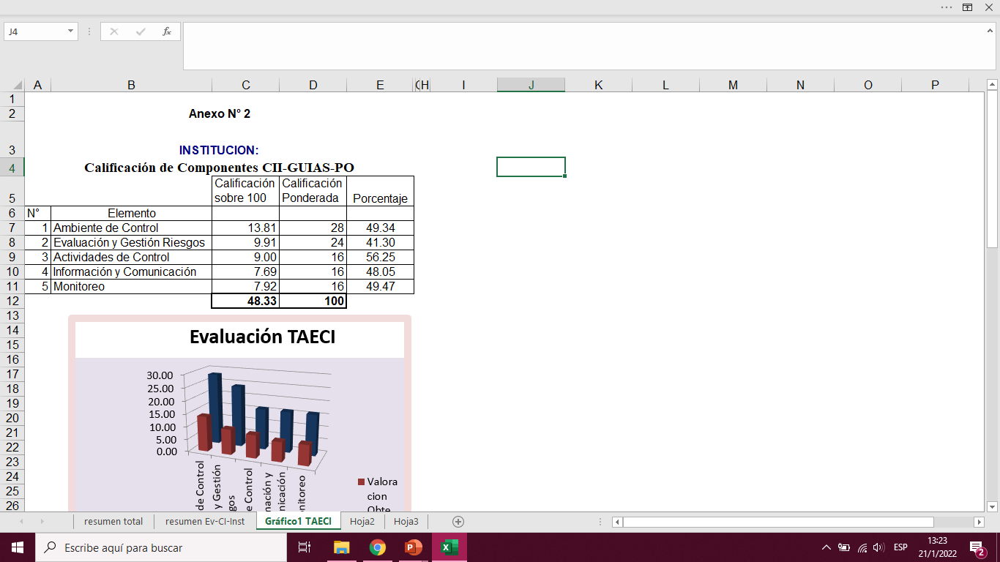 J4
fx
A B C D E G H I J K L M N O P
1
2 Anexo N° 2
3 INSTITUCION:
4 Calificación de Componentes CII-GUIAS-PO
Calificación Calificación
5 sobre 100 Ponderada Porcentaje
6 N° Elemento
7 1 Ambiente de Control 13.81 28 49.34
8 2 Evaluación y Gestión Riesgos 9.91 24 41.30
9 3 Actividades de Control 9.00 16 56.25
10 4 Información y Comunicación 7.69 16 48.05
11 5 Monitoreo 7.92 16 49.47
12 48.33 100
13
14
15
16
17
18
19
20
21
22
23
24
25
26
Evaluación TAECI
30.00
25.00
20.00
15.00
10.00
5.00
0.00
de Control
y Gestión
gos
e Control
nación y
nicación
nitoreo
Valora
cion
Obte
resumen total resumen Ev-CI-Inst Gráfico1 TAECI Hoja2 Hoja3
Escribe aquí para buscar
ESP
13:23
21/1/2022
2